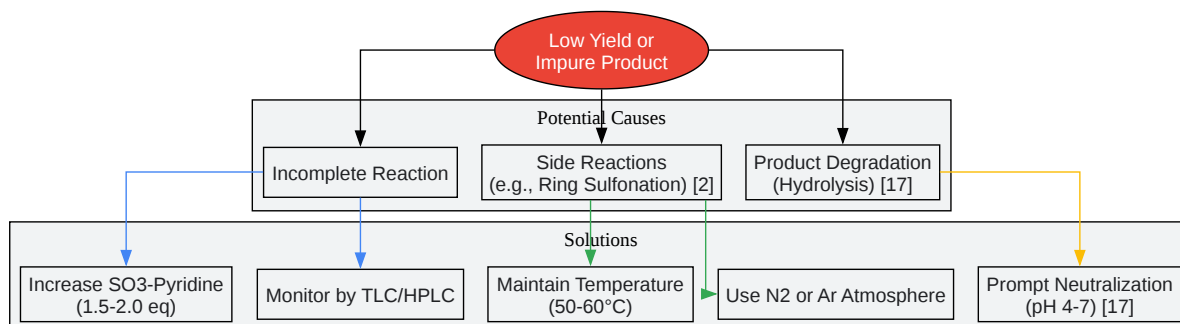 Low Yield or
Impure Product
Potential Causes
Incomplete Reaction
Side Reactions
(e.g., Ring Sulfonation) [2]
Product Degradation
(Hydrolysis) [17]
Solutions
Increase SO3-Pyridine
(1.5-2.0 eq)
Monitor by TLC/HPLC
Maintain Temperature
(50-60°C)
Use N2 or Ar Atmosphere
Prompt Neutralization
(pH 4-7) [17]